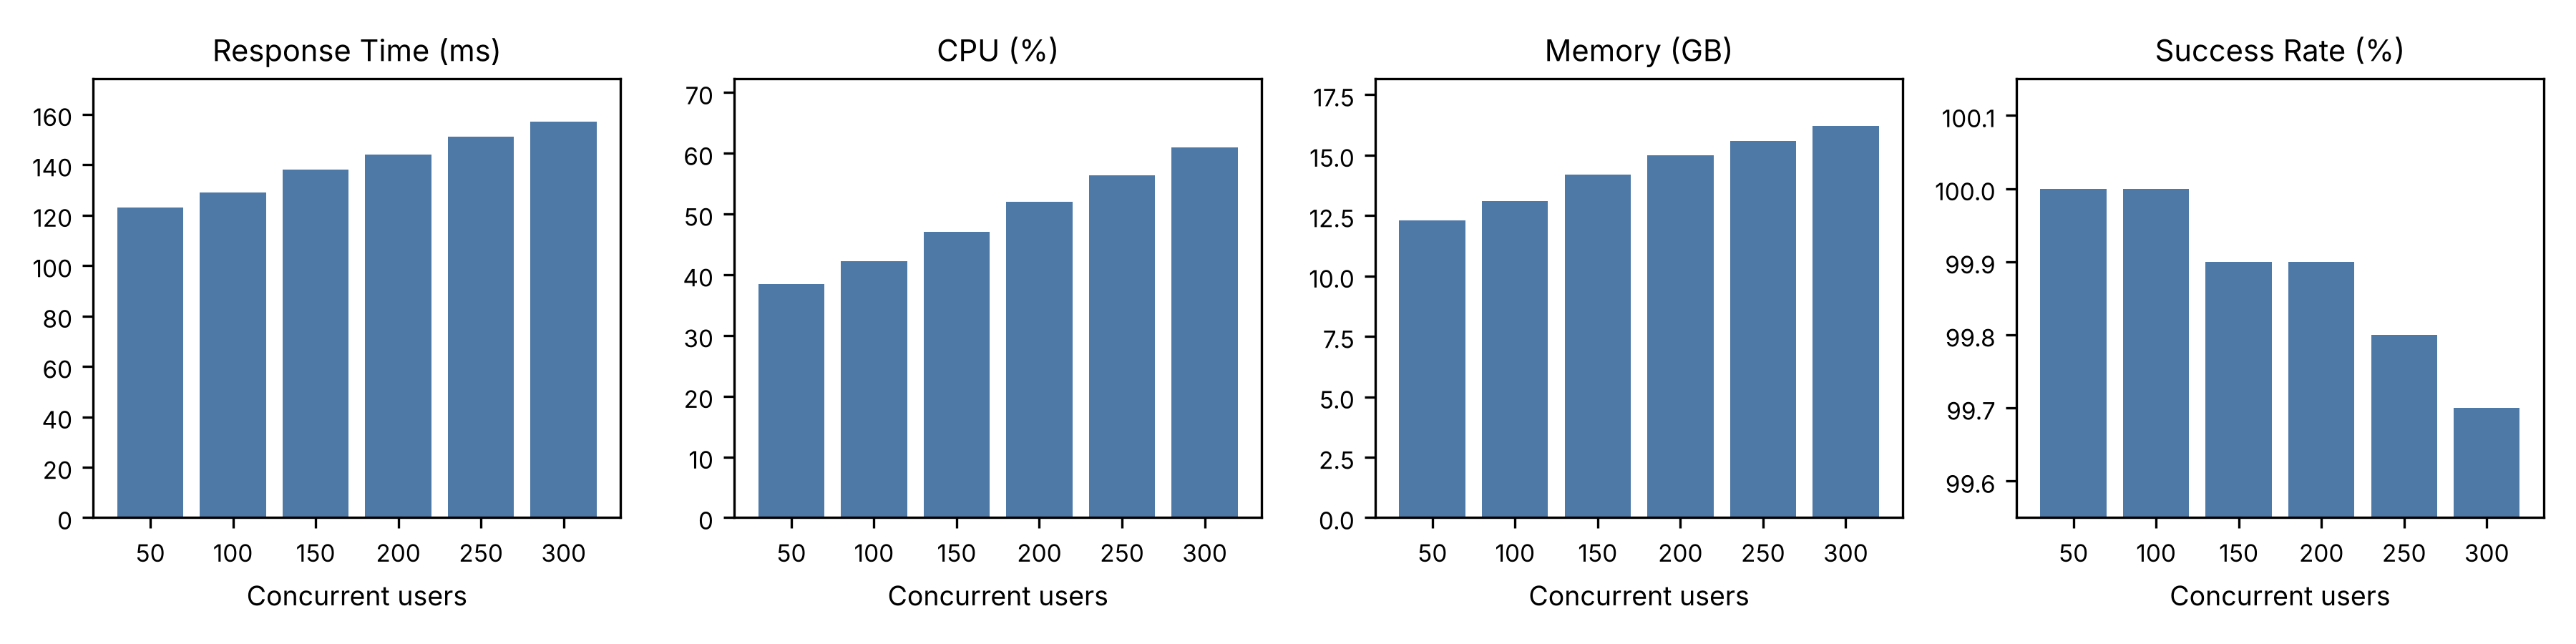 Response Time (ms)
160
140
120
100
80
60
40
20
0
50 100 150 200 250 300
Concurrent users
CPU (%)
70
60
50
40
30
20
10
0
50 100 150 200 250 300
Concurrent users
Memory (GB)
17.5
15.0
12.5
10.0
7.5
5.0
2.5
0.0
50 100 150 200 250 300
Concurrent users
Success Rate (%)
100.1
100.0
99.9
99.8
99.7
99.6
50 100 150 200 250 300
Concurrent users